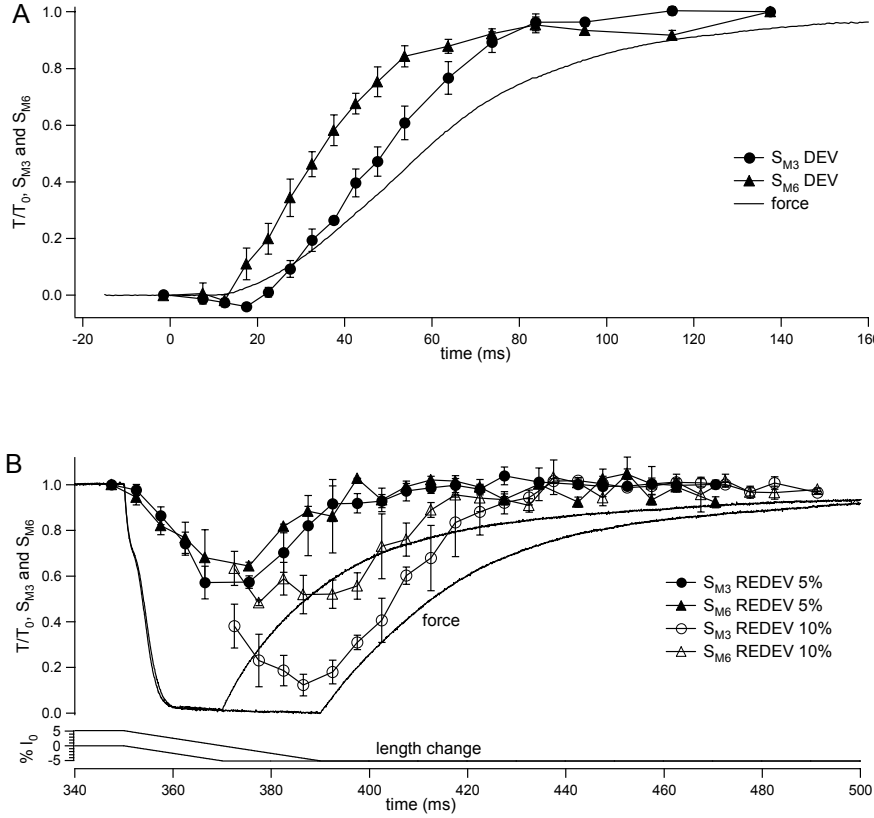 A
1.0
0.8
0.6
0.4
0.2
0.0
T/T0, SM3 and SM6
SM3 DEV
SM6 DEV
force
-20 0 20 40 60 80 100 120 140 160
time (ms)
B
1.0
0.8
0.6
0.4
0.2
0.0
T/T0, SM3 and SM6
SM3 REDEV 5%
SM6 REDEV 5%
SM3 REDEV 10%
SM6 REDEV 10%
force
5
0
-5
% l0
length change
340 360 380 400 420 440 460 480 500
time (ms)